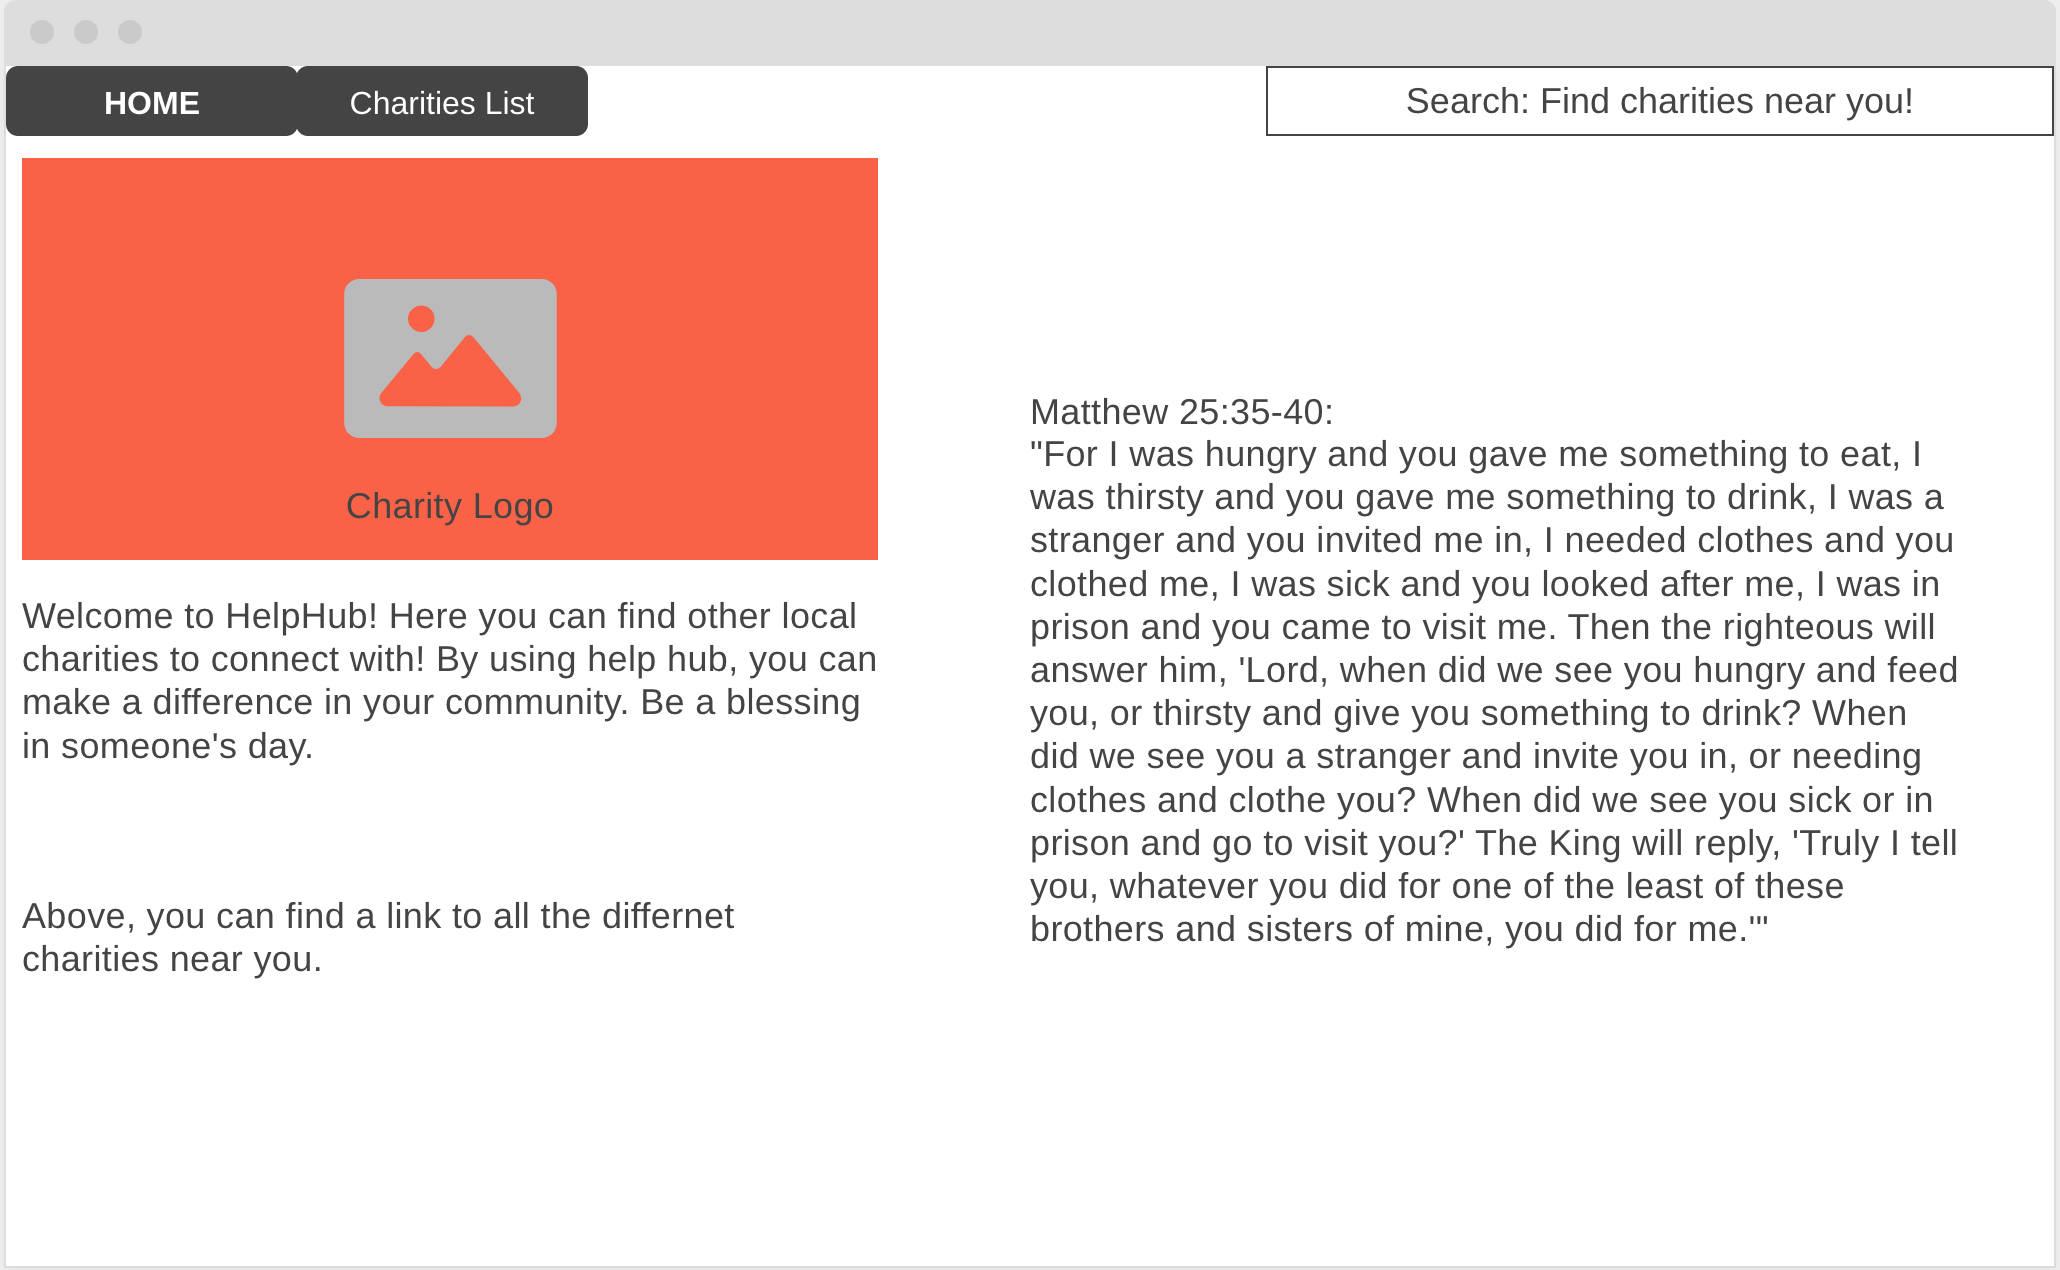 HOME
Charities List
Search: Find charities near you!
Charity Logo
Welcome to HelpHub! Here you can find other local
charities to connect with! By using help hub, you can
make a difference in your community. Be a blessing
in someone's day.
Above, you can find a link to all the differnet
charities near you.
Matthew 25:35-40:
"For I was hungry and you gave me something to eat, I
was thirsty and you gave me something to drink, I was a
stranger and you invited me in, I needed clothes and you
clothed me, I was sick and you looked after me, I was in
prison and you came to visit me. Then the righteous will
answer him, 'Lord, when did we see you hungry and feed
you, or thirsty and give you something to drink? When
did we see you a stranger and invite you in, or needing
clothes and clothe you? When did we see you sick or in
prison and go to visit you?' The King will reply, 'Truly I tell
you, whatever you did for one of the least of these
brothers and sisters of mine, you did for me.'"